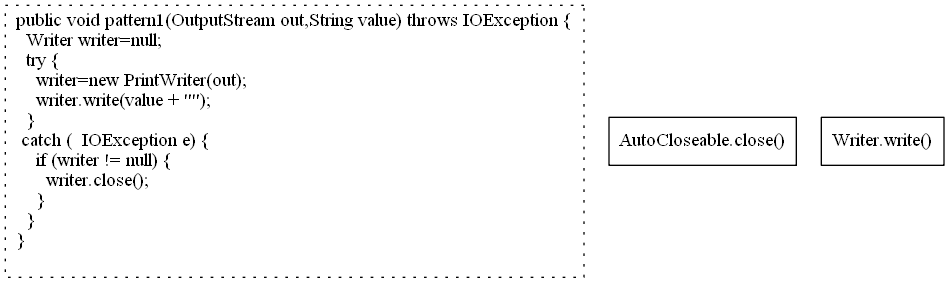 public void pattern1(OutputStream out,String value) throws IOException {
Writer writer=null;
try {
writer=new PrintWriter(out);
writer.write(value + "");
}
catch (  IOException e) {
if (writer != null) {
writer.close();
}
}
}
AutoCloseable.close()
Writer.write()